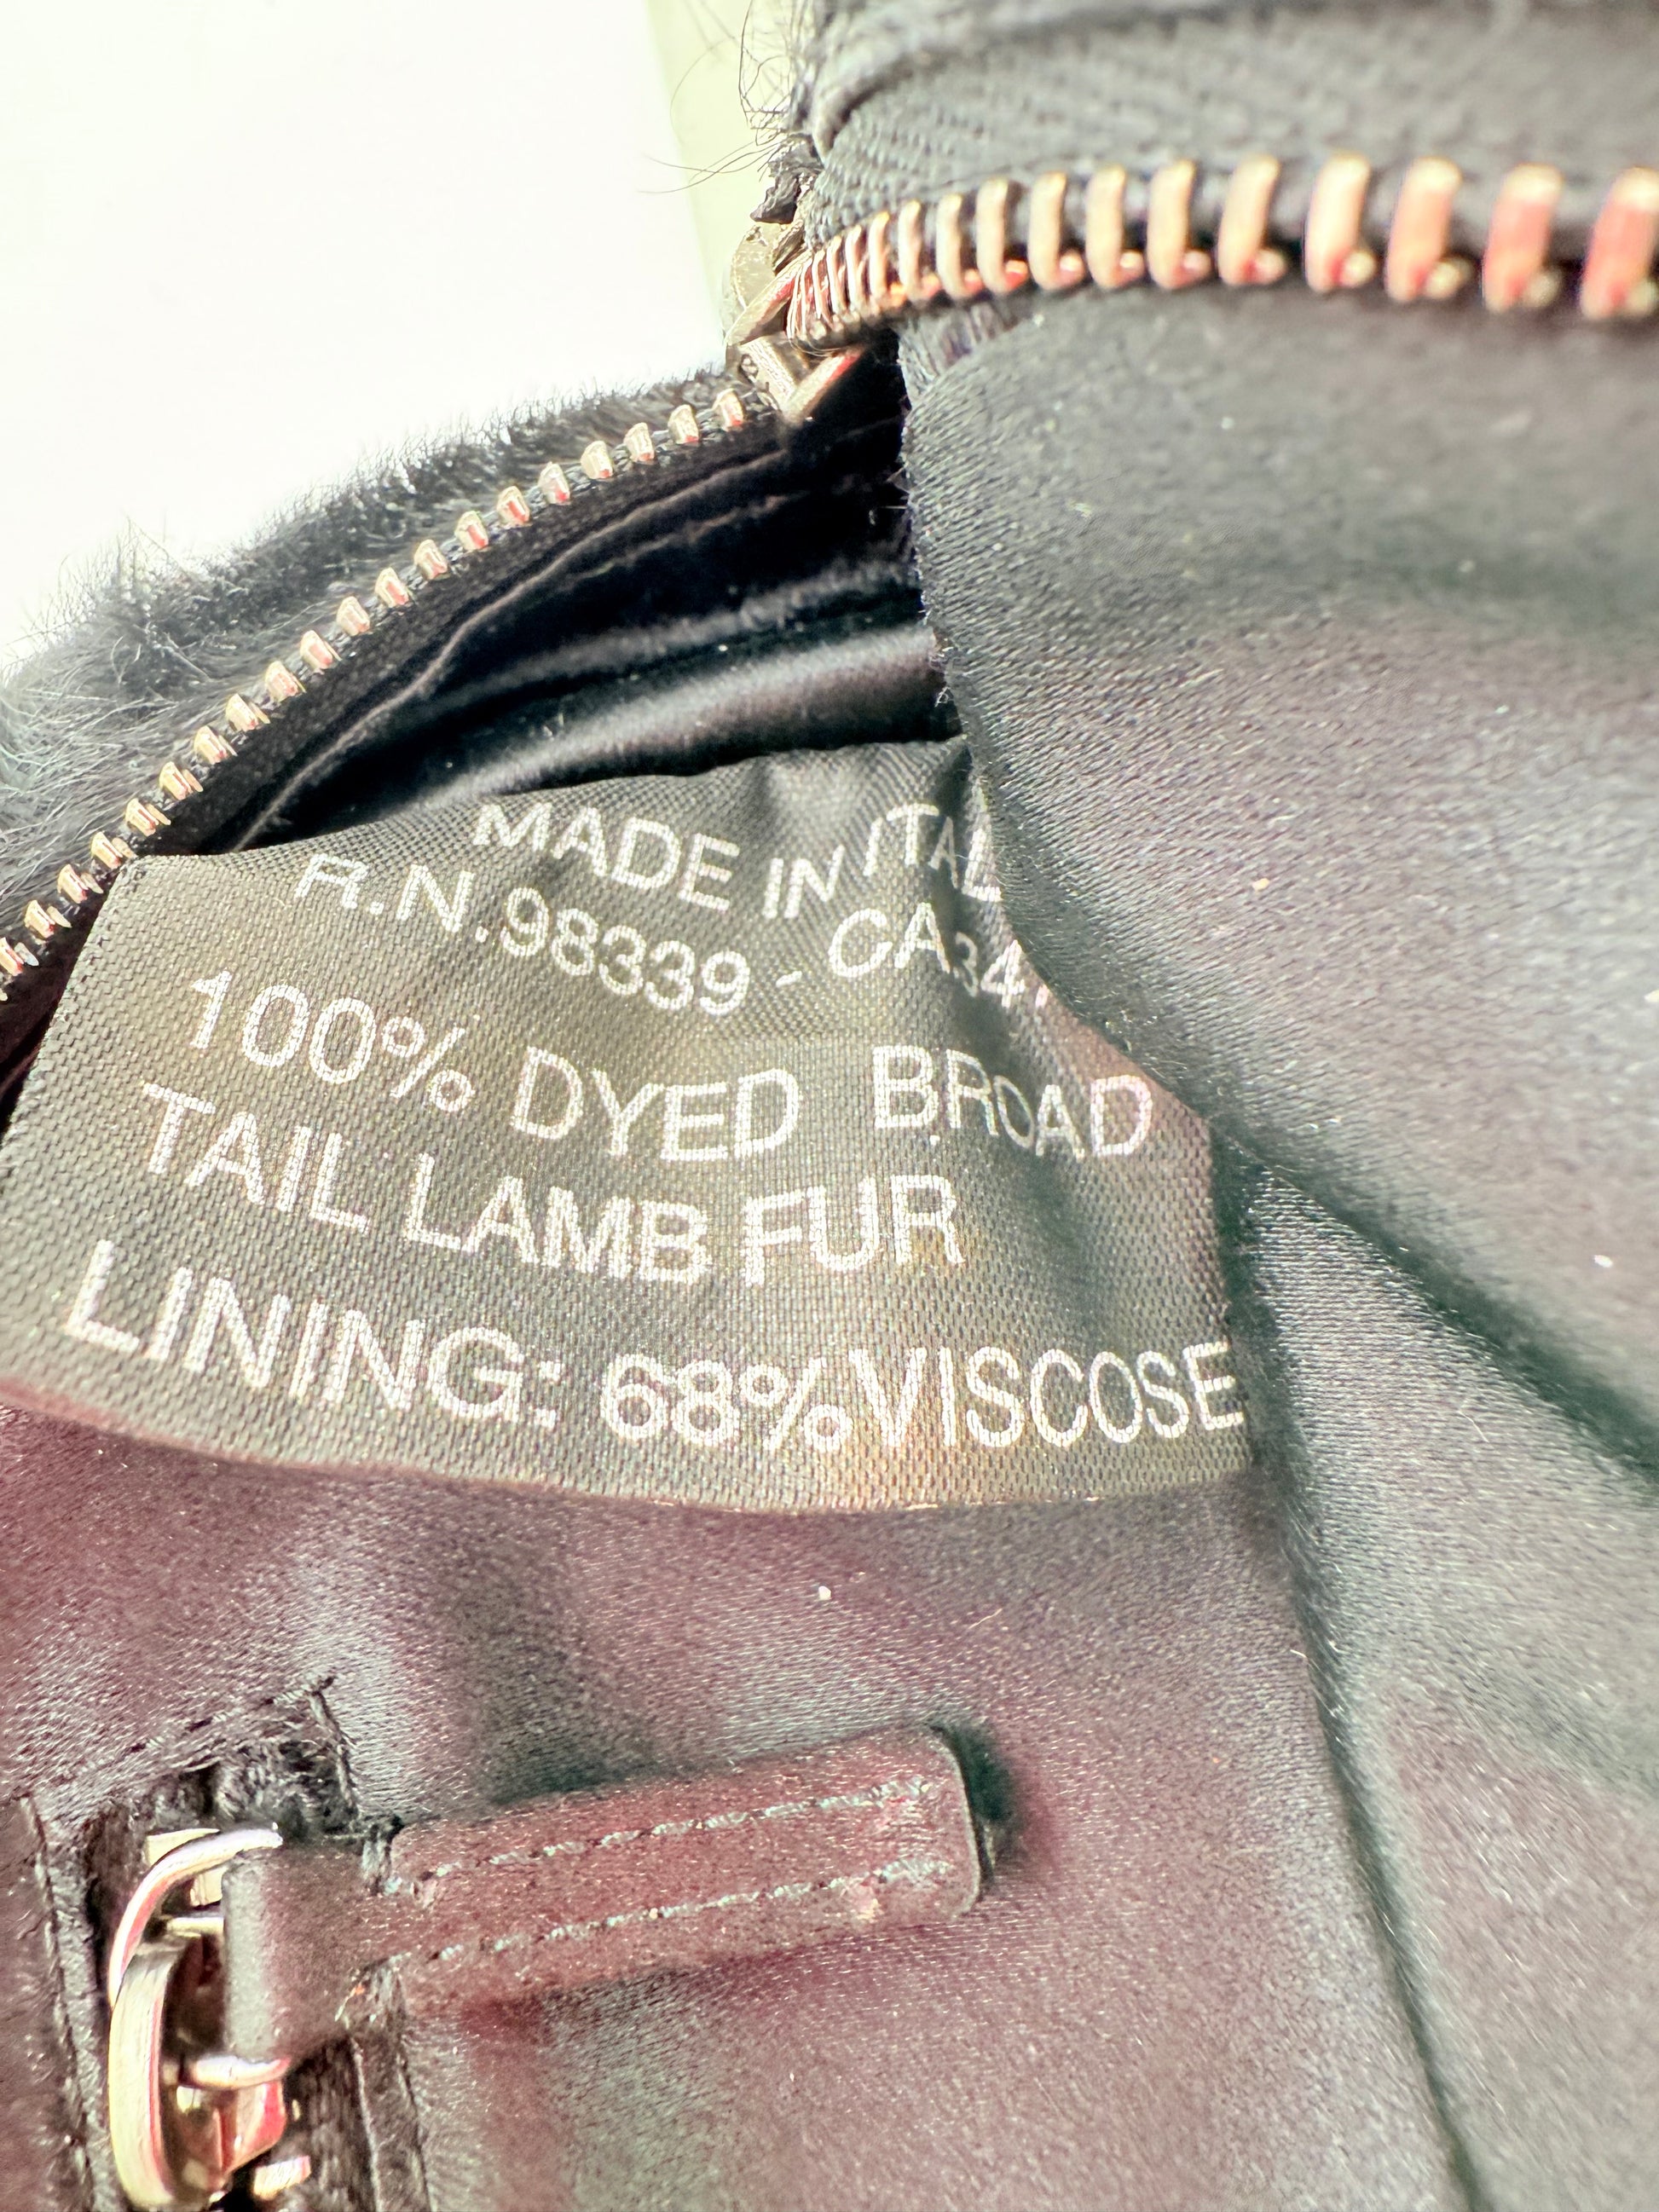 MADE IN ITAL
R.N.98339 - CA34
100% DYED BROAD
TAIL LAMB FUR
LINING: 68% VISCOSE